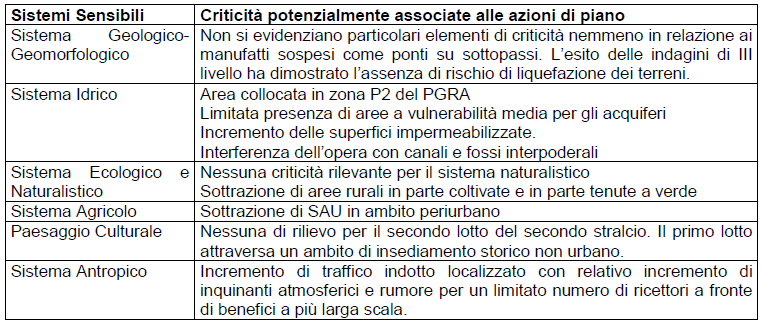 Sistemi Sensibili Criticità potenzialmente associate alle azioni di piano
Sistema Geologico- Non si evidenziano particolari elementi di criticità nemmeno in relazione ai
Geomorfologico manufatti sospesi come ponti su sottopassi. L'esito delle indagini di III
livello ha dimostrato l'assenza di rischio di liquefazione dei terreni.
Sistema Idrico Area collocata in zona P2 del PGRA
Limitata presenza di aree a vulnerabilità media per gli acquiferi
Incremento delle superfici impermeabilizzate.
Interferenza dell'opera con canali e fossi interpoderali
Sistema Ecologico e Nessuna criticità rilevante per il sistema naturalistico
Naturalistico Sottrazione di aree rurali in parte coltivate e in parte tenute a verde
Sistema Agricolo Sottrazione di SAU in ambito periurbano
Paesaggio Culturale Nessuna di rilievo per il secondo lotto del secondo stralcio. Il primo lotto
attraversa un ambito di insediamento storico non urbano.
Sistema Antropico Incremento di traffico indotto localizzato con relativo incremento di
inquinanti atmosferici e rumore per un limitato numero di ricettori a fronte
di benefici a più larga scala.